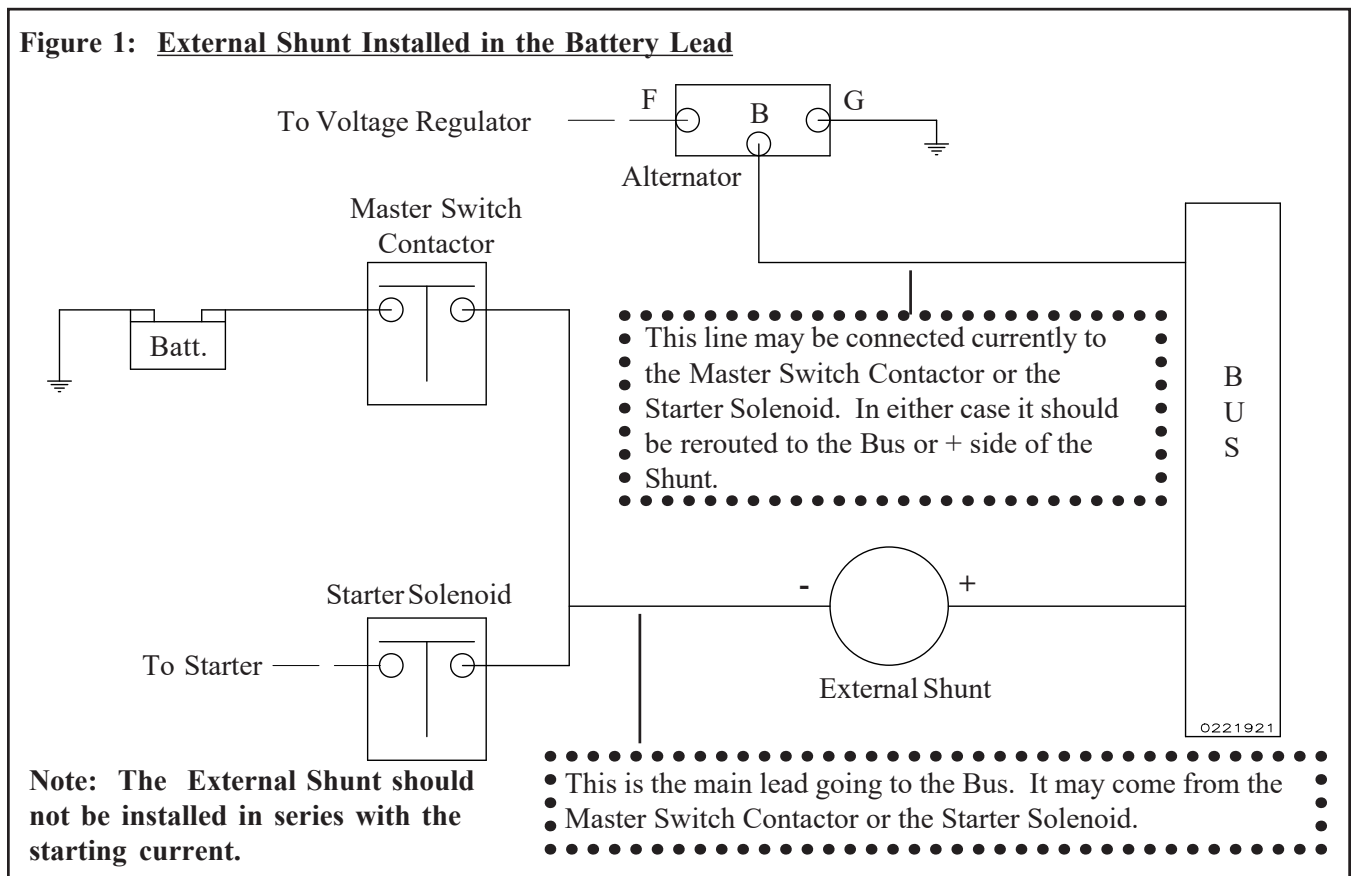 Figure 1: External Shunt Installed in the Battery Lead
F
B
G
To Voltage Regulator
Alternator
Master Switch
Contactor
Batt.
This line may be connected currently to
the Master Switch Contactor or the
Starter Solenoid. In either case it should
be rerouted to the Bus or + side of the
Shunt.
B
U
S
- +
Starter Solenoid
To Starter
External Shunt
0221921
Note: The External Shunt should
not be installed in series with the
starting current.
This is the main lead going to the Bus. It may come from the
Master Switch Contactor or the Starter Solenoid.